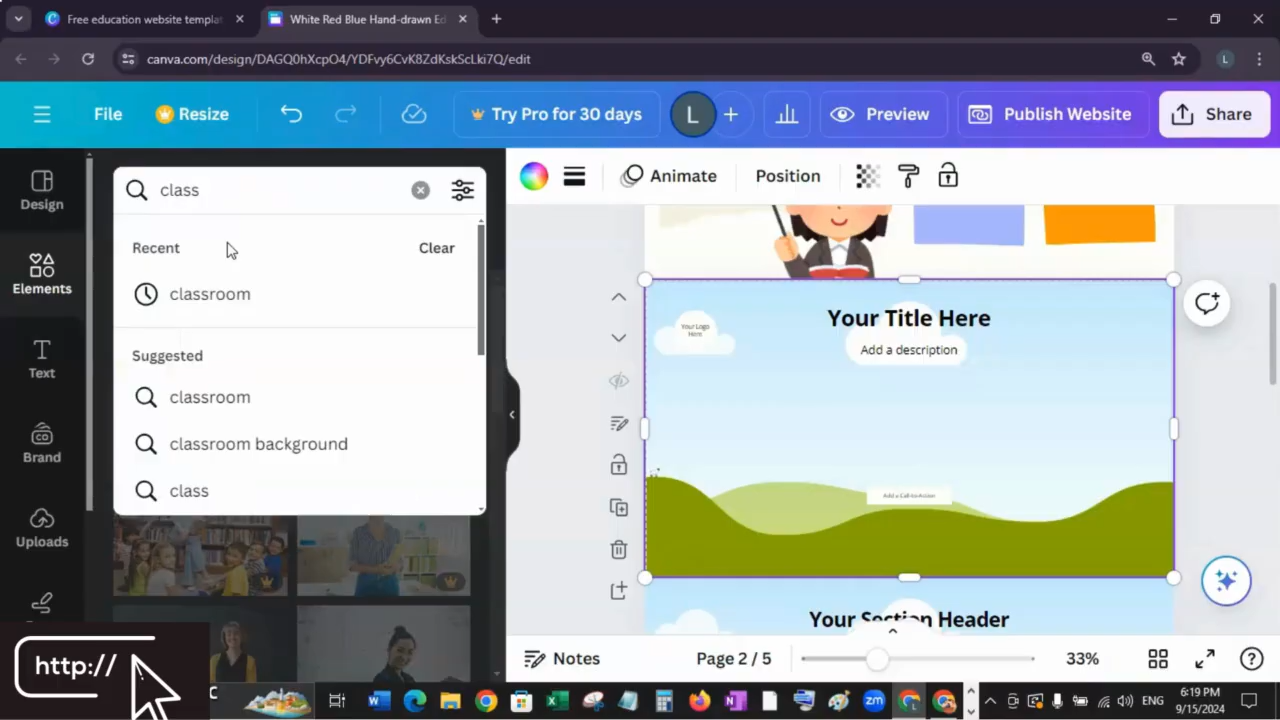 Free education website templat
White Red Blue Hand-drawn Ed
canva.com/design/DAGQ0hXcpO4/YDFvy6CvK8ZdKskScLki7Q/edit
L
File
Resize
Try Pro for 30 days
L
Preview
Publish Website
Share
Design
Elements
Text
Brand
Uploads
class
Recent
Clear
classroom
Suggested
classroom
classroom background
class
Animate
Position
Your Logo
Here
Your Title Here
Add a description
Add a Call-to-Action
Your Section Header
Notes
Page 2 / 5
33%
http://
C
ENG
6:19 PM
9/15/2024